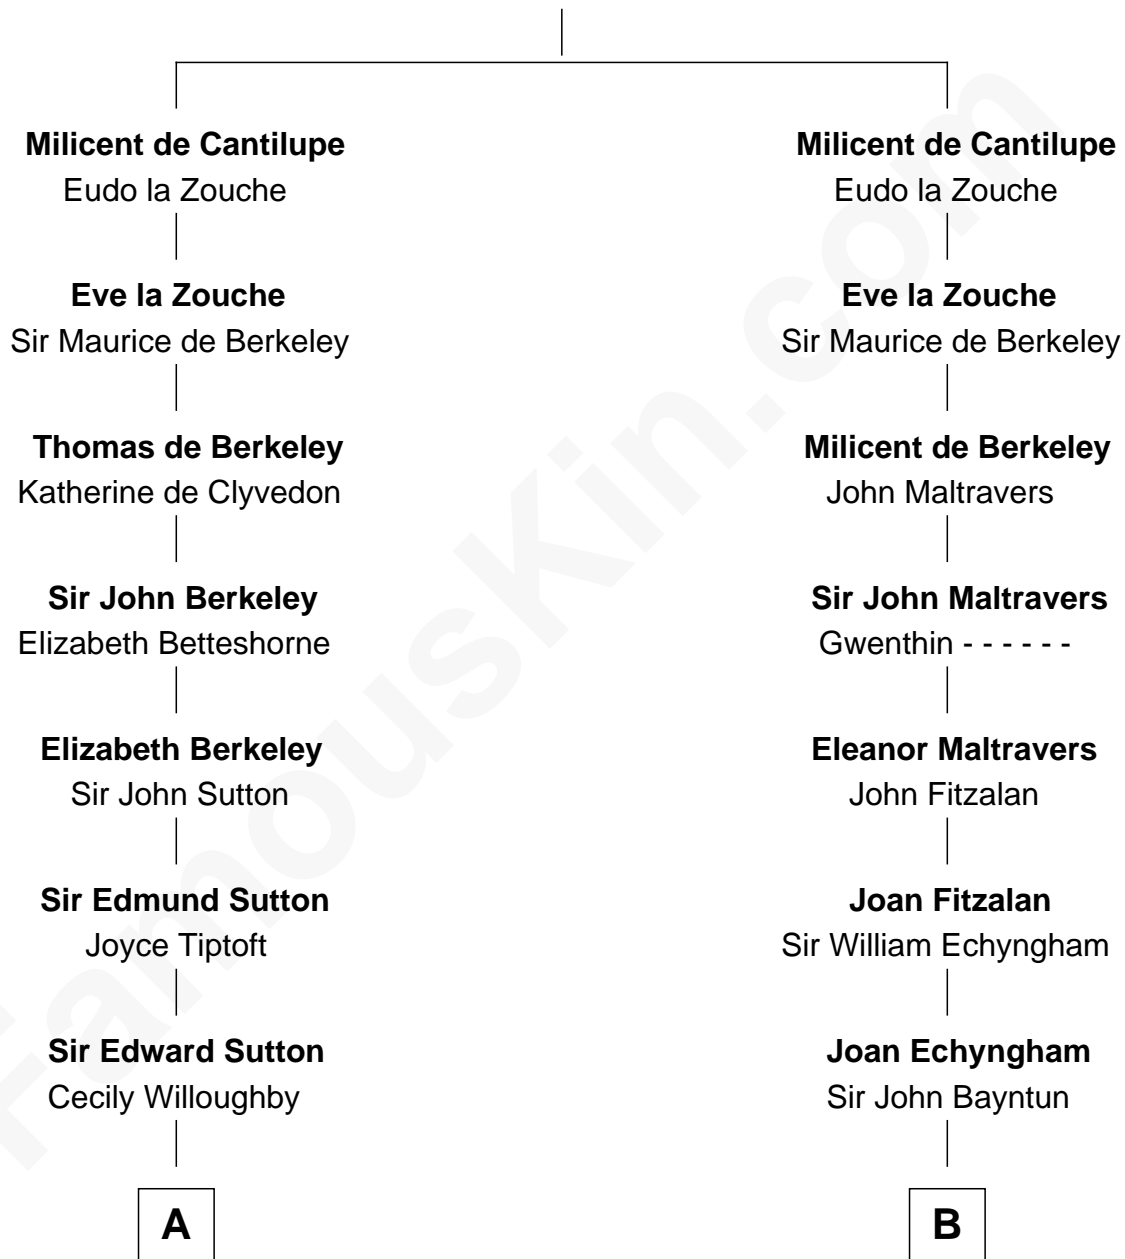 Milicent de Cantilupe
Eudo la Zouche
Eve la Zouche
Sir Maurice de Berkeley
Thomas de Berkeley
Katherine de Clyvedon
Sir John Berkeley
Elizabeth Betteshorne
Elizabeth Berkeley
Sir John Sutton
Sir Edmund Sutton
Joyce Tiptoft
Sir Edward Sutton
Cecily Willoughby
A
Milicent de Cantilupe
Eudo la Zouche
Eve la Zouche
Sir Maurice de Berkeley
Milicent de Berkeley
John Maltravers
Sir John Maltravers
Gwenthin - - - - - -
Eleanor Maltravers
John Fitzalan
Joan Fitzalan
Sir William Echyngham
Joan Echyngham
Sir John Bayntun
B
FamousKin.com